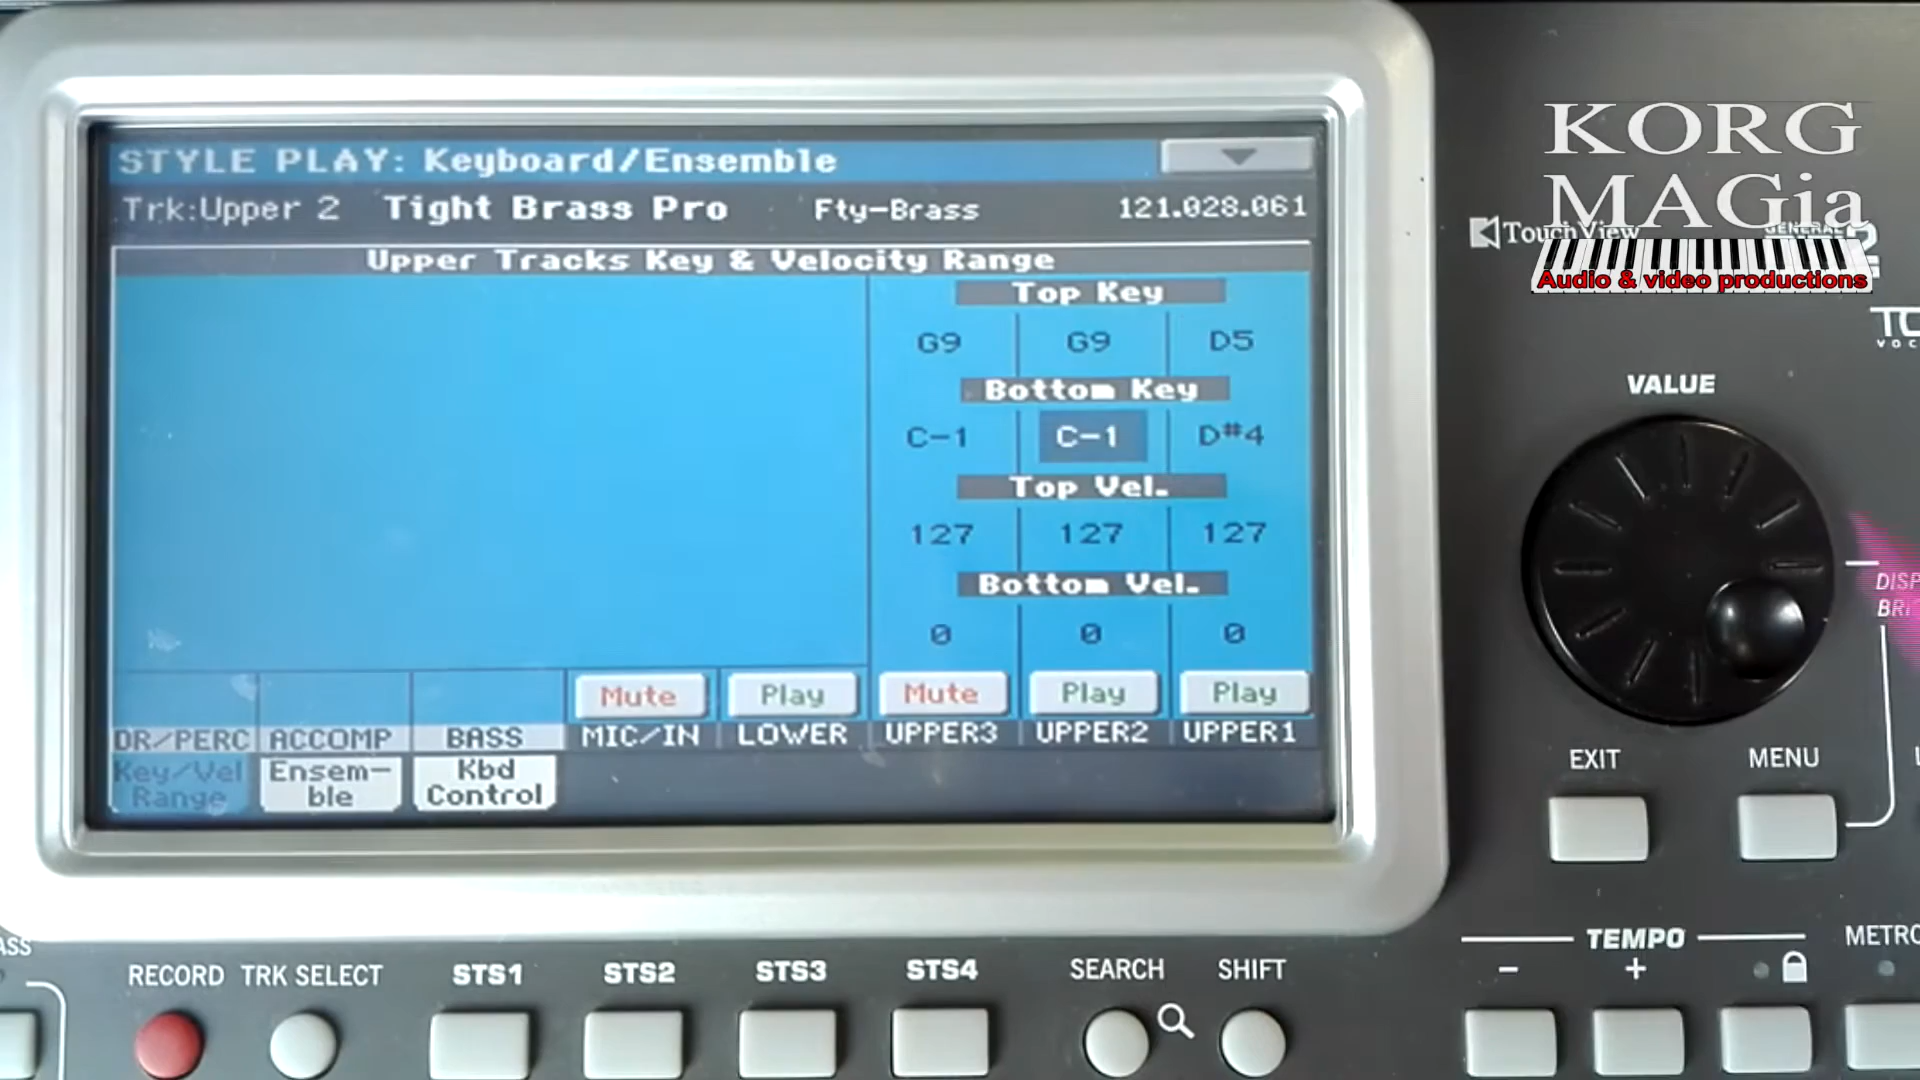 STYLE PLAY: Keyboard/Ensemble
Trk:Upper 2 Tight Brass Pro Fty-Brass 121.028.061
Upper Tracks Key & Velocity Range
Top Key
G9 G9 D5
Bottom Key
C-1 C-1 D#4
Top Vel.
127 127 127
Bottom Vel.
0 0 0
Mute Play Mute Play Play
DR/PERC ACCOMP BASS MIC/IN LOWER UPPER3 UPPER2 UPPER1
Key/Vel Range
Ensem-ble
Kbd Control
KORG
MAGia
TouchView
GENERAL
Audio & video productions
VALUE
EXIT MENU
TEMPO
- +
RECORD TRK SELECT STS1 STS2 STS3 STS4 SEARCH SHIFT